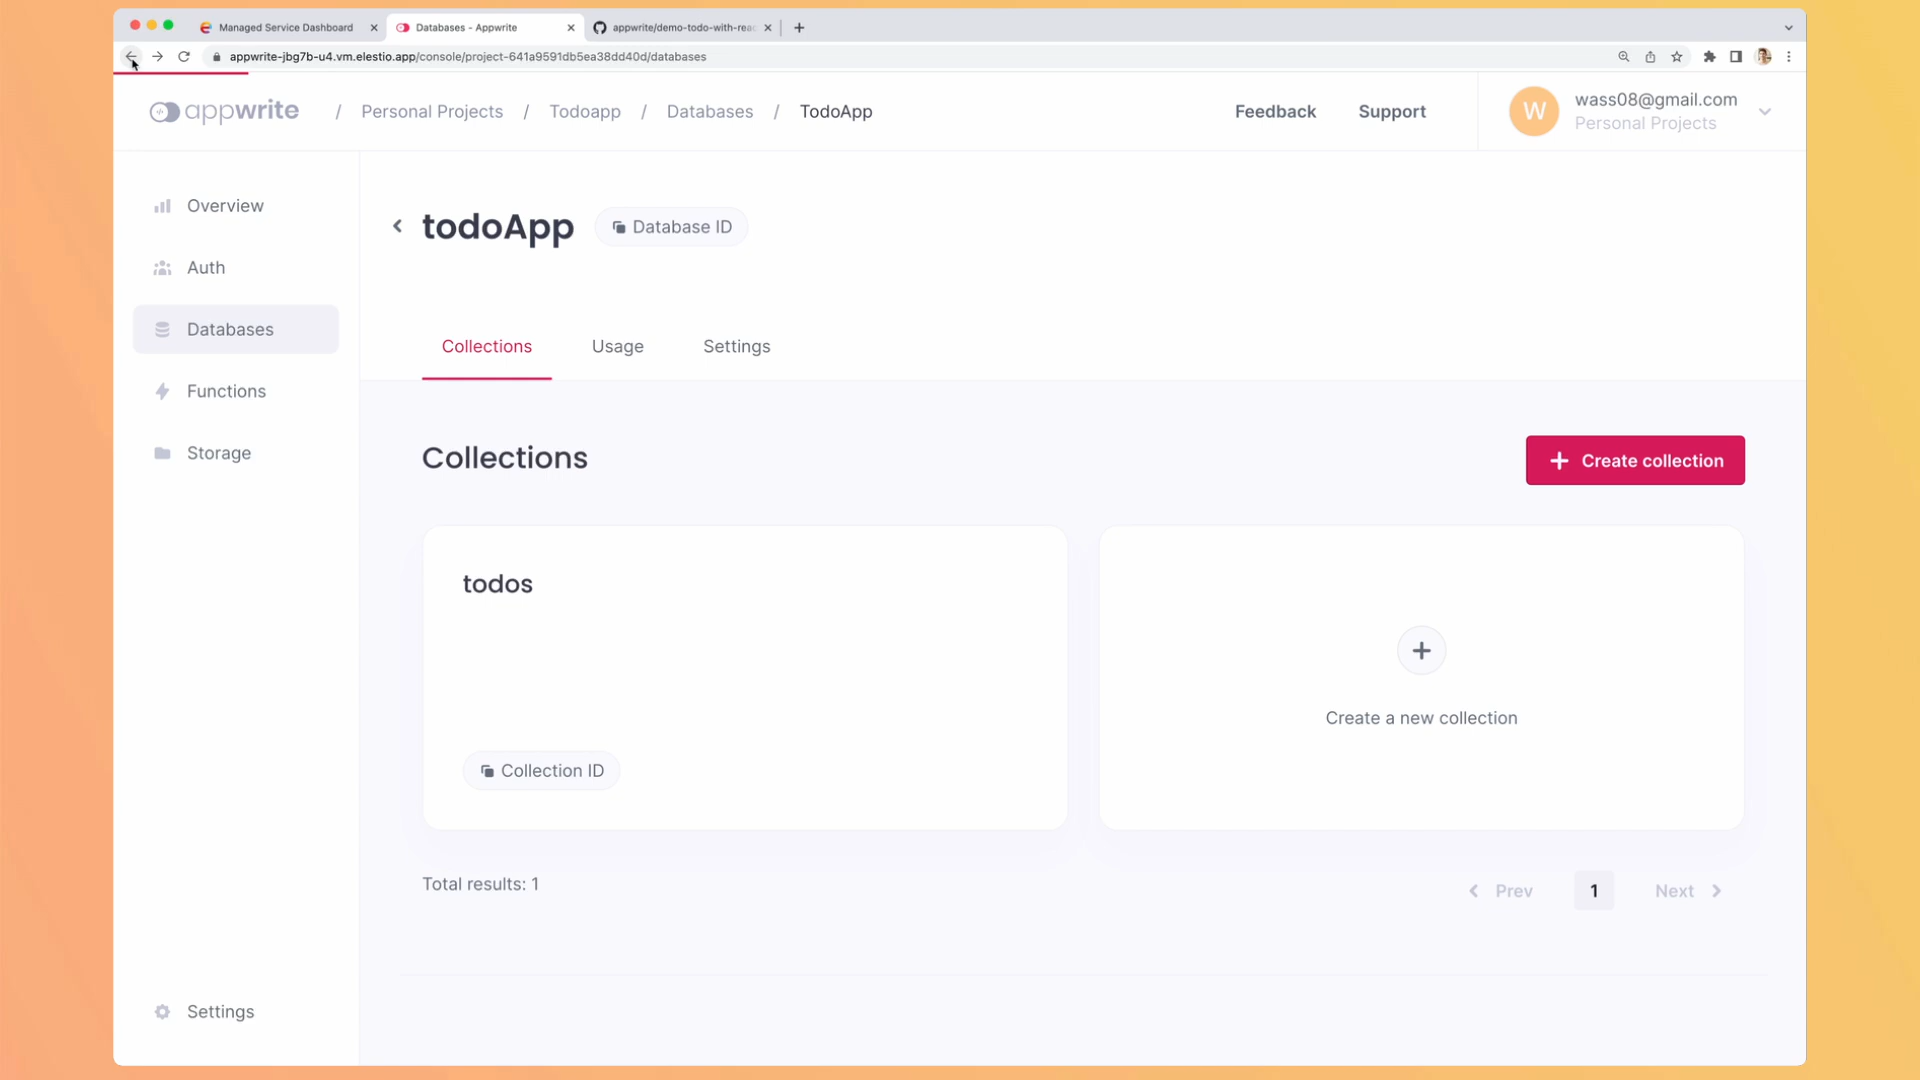 Managed Service Dashboard
Databases - Appwrite
appwrite/demo-todo-with-reac
appwrite-jbg7b-u4.vm.elestio.app/console/project-641a9591db5ea38dd40d/databases
appwrite / Personal Projects / Todoapp / Databases / TodoApp
Feedback
Support
W
wass08@gmail.com
Personal Projects
Overview
Auth
Databases
Functions
Storage
Settings
todoApp
Database ID
Collections
Usage
Settings
Collections
Create collection
todos
Collection ID
Create a new collection
Total results: 1
Prev
1
Next